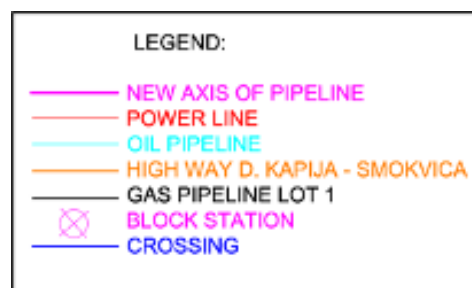 LEGEND:
NEW AXIS OF PIPELINE
POWER LINE
OIL PIPELINE
HIGH WAY D. KAPIJA - SMOKVICA
GAS PIPELINE LOT 1
BLOCK STATION
CROSSING